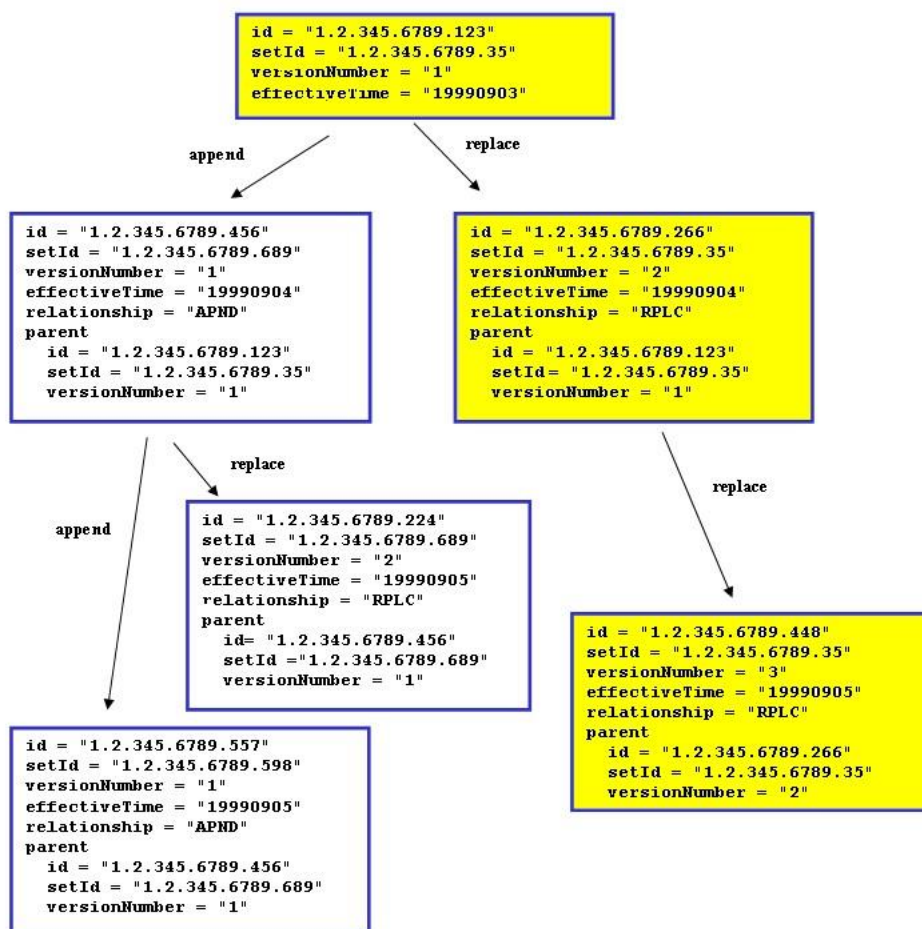 id = "1.2.345.6789.123"
setId = "1.2.345.6789.35"
versionNumber = "1"
effectiveTime = "19990903"
append
replace
id = "1.2.345.6789.456"
setId = "1.2.345.6789.689"
versionNumber = "1"
effectiveTime = "19990904"
relationship = "APND"
parent
id = "1.2.345.6789.123"
setId = "1.2.345.6789.35"
versionNumber = "1"
id = "1.2.345.6789.266"
setId = "1.2.345.6789.35"
versionNumber = "2"
effectiveTime = "19990904"
relationship = "RPLC"
parent
id = "1.2.345.6789.123"
setId= "1.2.345.6789.35"
versionNumber = "1"
append
replace
replace
id = "1.2.345.6789.224"
setId = "1.2.345.6789.689"
versionNumber = "2"
effectiveTime = "19990905"
relationship = "RPLC"
parent
id= "1.2.345.6789.456"
setId ="1.2.345.6789.689"
versionNumber = "1"
id = "1.2.345.6789.448"
setId = "1.2.345.6789.35"
versionNumber = "3"
effectiveTime = "19990905"
relationship = "RPLC"
parent
id = "1.2.345.6789.266"
setId = "1.2.345.6789.35"
versionNumber = "2"
id = "1.2.345.6789.557"
setId = "1.2.345.6789.598"
versionNumber = "1"
effectiveTime = "19990905"
relationship = "APND"
parent
id = "1.2.345.6789.456"
setId = "1.2.345.6789.689"
versionNumber = "1"